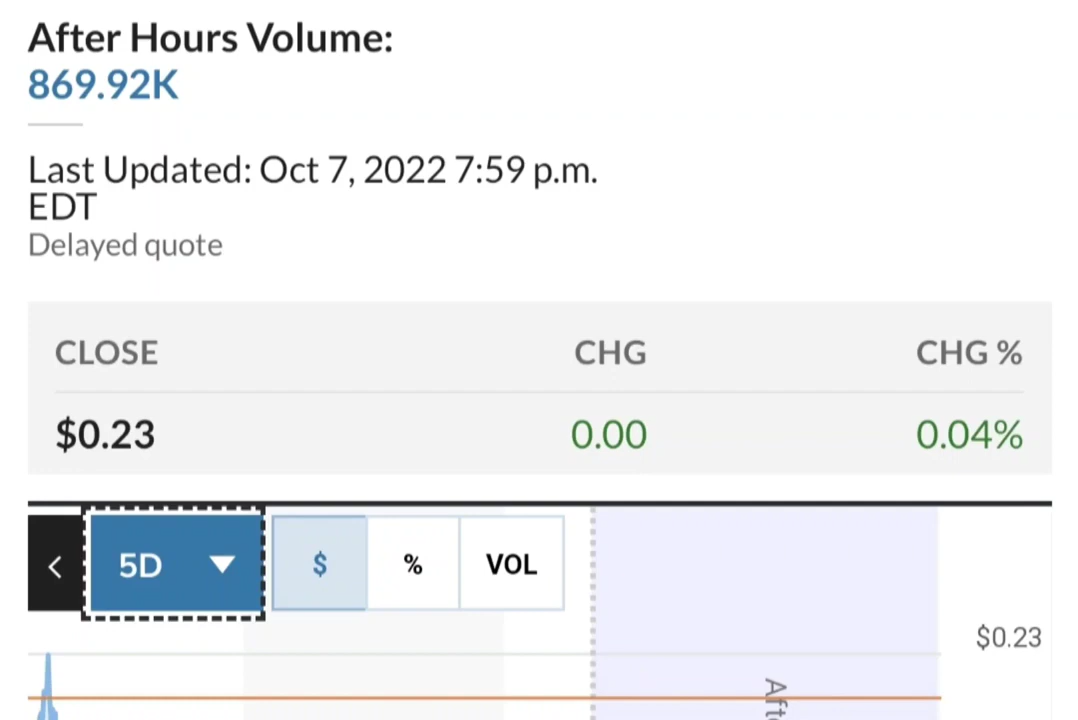 After Hours Volume:
869.92K
Last Updated: Oct 7, 2022 7:59 p.m.
EDT
Delayed quote
CLOSE CHG CHG %
$0.23 0.00 0.04%
5D $ % VOL
$0.23